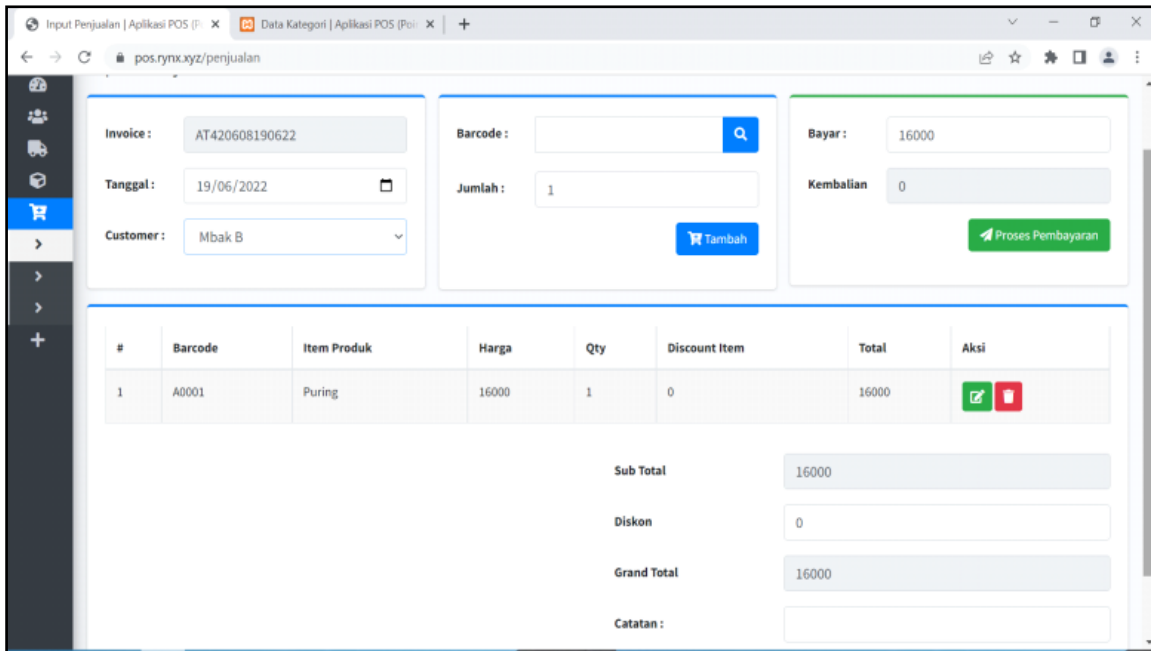 Input Penjualan | Aplikasi POS (P
Data Kategori | Aplikasi POS (Poin
pos.rynx.xyz/penjualan
Invoice :
AT420608190622
Tanggal :
19/06/2022
Customer :
Mbak B
Barcode :
Jumlah :
1
Tambah
Bayar :
16000
Kembalian
0
Proses Pembayaran
# Barcode Item Produk Harga Qty Discount Item Total Aksi
1 A0001 Puring 16000 1 0 16000
Sub Total
16000
Diskon
0
Grand Total
16000
Catatan :